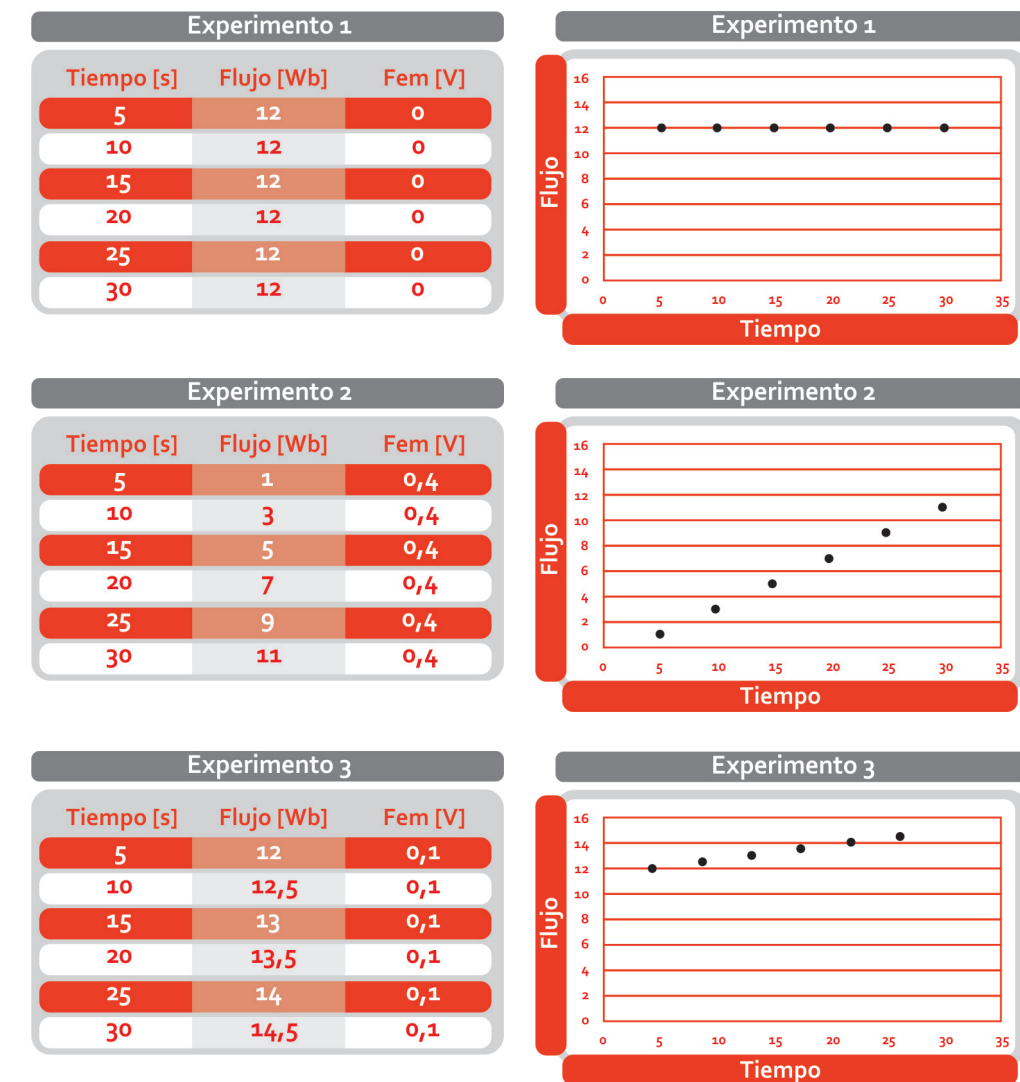 Experimento 1
Tiempo [s] Flujo [Wb] Fem [V]
5 12 0
10 12 0
15 12 0
20 12 0
25 12 0
30 12 0
Experimento 1
Flujo
16
14
12
10
8
6
4
2
0
0 5 10 15 20 25 30 35
Tiempo
Experimento 2
Tiempo [s] Flujo [Wb] Fem [V]
5 1 0,4
10 3 0,4
15 5 0,4
20 7 0,4
25 9 0,4
30 11 0,4
Experimento 2
Flujo
16
14
12
10
8
6
4
2
0
0 5 10 15 20 25 30 35
Tiempo
Experimento 3
Tiempo [s] Flujo [Wb] Fem [V]
5 12 0,1
10 12,5 0,1
15 13 0,1
20 13,5 0,1
25 14 0,1
30 14,5 0,1
Experimento 3
Flujo
16
14
12
10
8
6
4
2
0
0 5 10 15 20 25 30 35
Tiempo